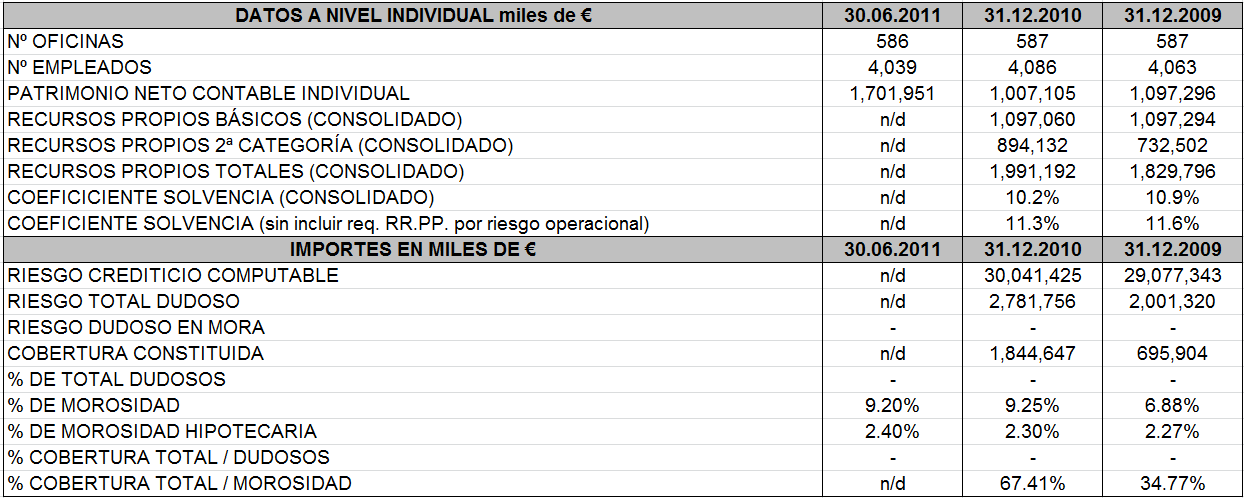 DATOS A NIVEL INDIVIDUAL miles de € 30.06.2011 31.12.2010 31.12.2009
Nº OFICINAS 586 587 587
Nº EMPLEADOS 4,039 4,086 4,063
PATRIMONIO NETO CONTABLE INDIVIDUAL 1,701,951 1,007,105 1,097,296
RECURSOS PROPIOS BÁSICOS (CONSOLIDADO) n/d 1,097,060 1,097,294
RECURSOS PROPIOS 2ª CATEGORÍA (CONSOLIDADO) n/d 894,132 732,502
RECURSOS PROPIOS TOTALES (CONSOLIDADO) n/d 1,991,192 1,829,796
COEFICICIENTE SOLVENCIA (CONSOLIDADO) n/d 10.2% 10.9%
COEFICIENTE SOLVENCIA (sin incluir req. RR.PP. por riesgo operacional) n/d 11.3% 11.6%
IMPORTES EN MILES DE € 30.06.2011 31.12.2010 31.12.2009
RIESGO CREDITICIO COMPUTABLE n/d 30,041,425 29,077,343
RIESGO TOTAL DUDOSO n/d 2,781,756 2,001,320
RIESGO DUDOSO EN MORA - - -
COBERTURA CONSTITUIDA n/d 1,844,647 695,904
% DE TOTAL DUDOSOS - - -
% DE MOROSIDAD 9.20% 9.25% 6.88%
% DE MOROSIDAD HIPOTECARIA 2.40% 2.30% 2.27%
% COBERTURA TOTAL / DUDOSOS - - -
% COBERTURA TOTAL / MOROSIDAD n/d 67.41% 34.77%